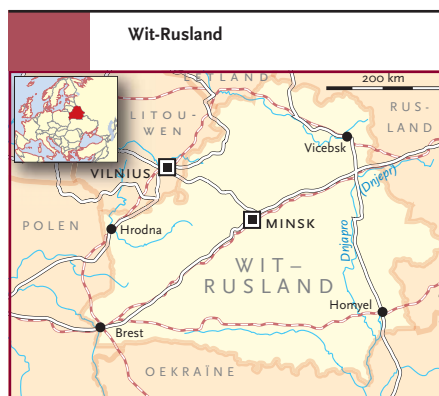 Wit-Rusland
LETLAND
200 km
LITOU-
WEN
RUS-
LAND
Vicebsk
VILNIUS
(Dnjepr)
POLEN
Hrodna
MINSK
Dnjapro
WIT–
RUSLAND
Homyel
Brest
OEKRAÏNE